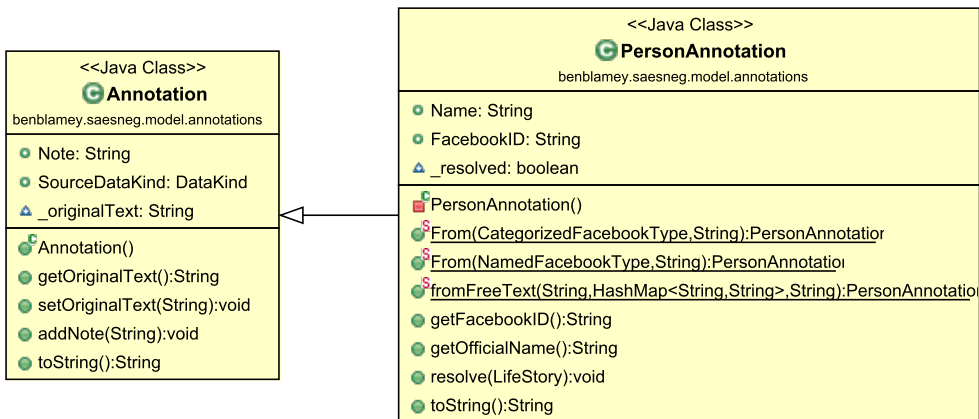 <<Java Class>>
Annotation
benblamey.saesneg.model.annotations
Note: String
SourceDataKind: DataKind
_originalText: String
Annotation()
getOriginalText():String
setOriginalText(String):void
addNote(String):void
toString():String
<<Java Class>>
PersonAnnotation
benblamey.saesneg.model.annotations
Name: String
FacebookID: String
_resolved: boolean
PersonAnnotation()
From(CategorizedFacebookType,String):PersonAnnotation
From(NamedFacebookType,String):PersonAnnotation
fromFreeText(String,HashMap<String,String>,String):PersonAnnotation
getFacebookID():String
getOfficialName():String
resolve(LifeStory):void
toString():String